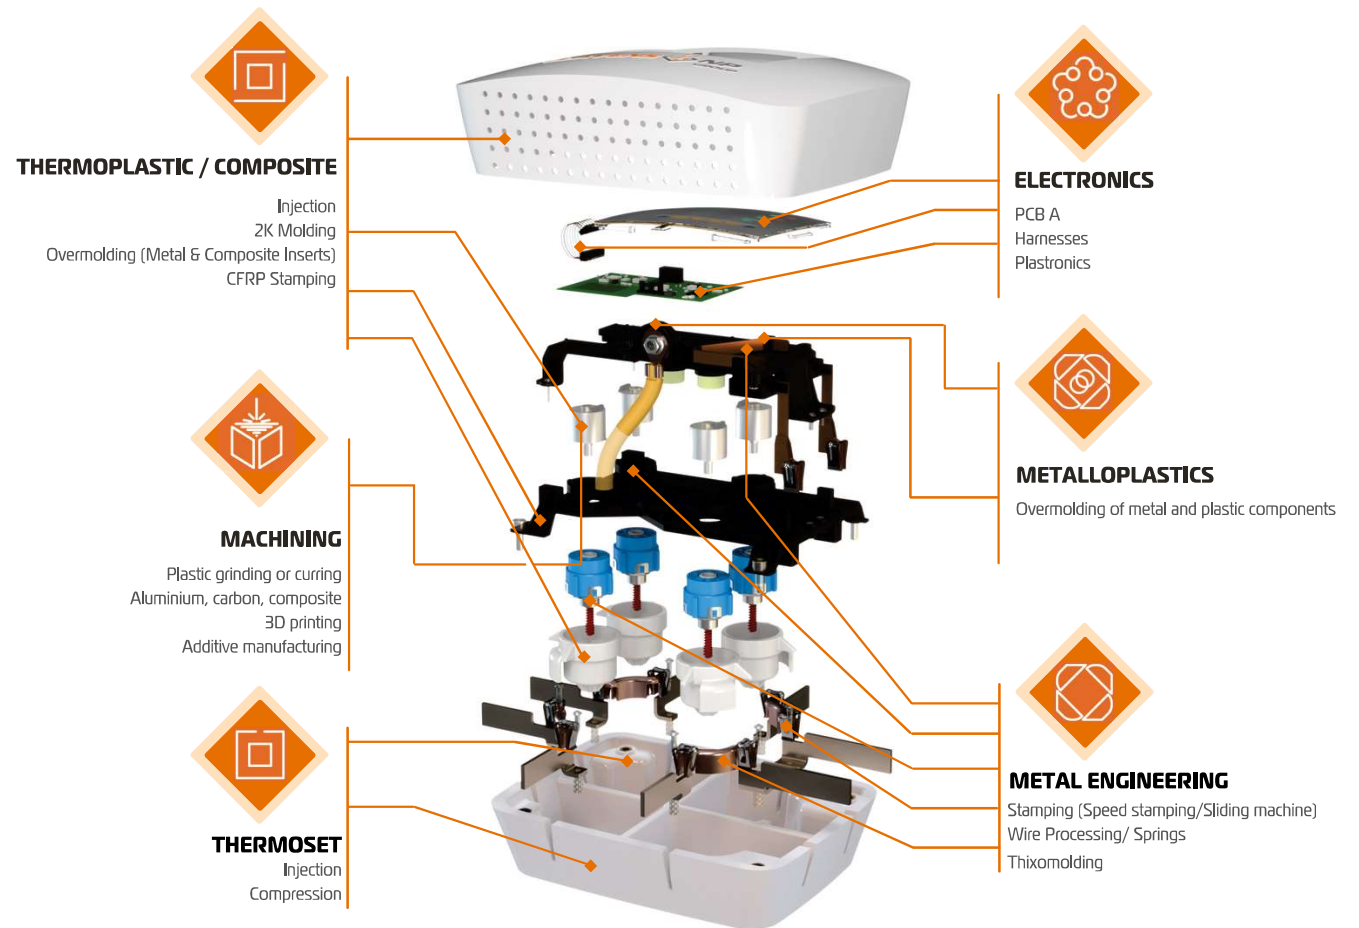 THERMOPLASTIC / COMPOSITE
Injection
2K Molding
Overmolding (Metal & Composite Inserts)
CFRP Stamping
MACHINING
Plastic grinding or curring
Aluminium, carbon, composite
3D printing
Additive manufacturing
THERMOSET
Injection
Compression
ELECTRONICS
PCB A
Harnesses
Plastronics
METALLOPLASTICS
Overmolding of metal and plastic components
METAL ENGINEERING
Stamping (Speed stamping/Sliding machine)
Wire Processing/ Springs
Thixomolding